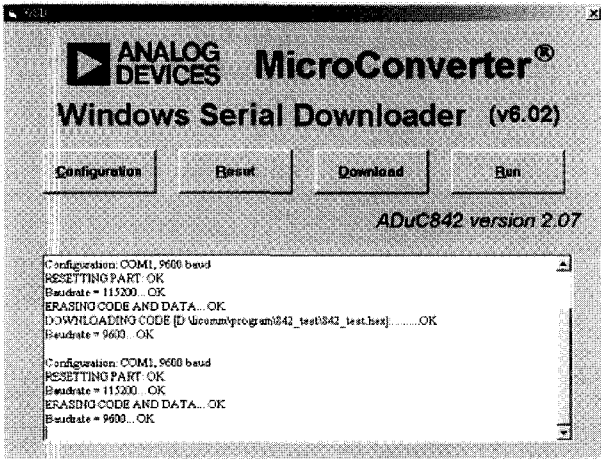 WSD
ANALOG DEVICES
MicroConverter®
Windows Serial Downloader (v6.02)
Configuration Reset Download Run
ADuC842 version 2.07
Configuration: COM1, 9600 baud
RESETTING PART: OK
Baudrate = 115200...OK
ERASING CODE AND DATA...OK
DOWNLOADING CODE [D:\licomm\program\842_test\842_test.hex]..........OK
Baudrate = 9600...OK
Configuration: COM1, 9600 baud
RESETTING PART: OK
Baudrate = 115200...OK
ERASING CODE AND DATA...OK
Baudrate = 9600...OK